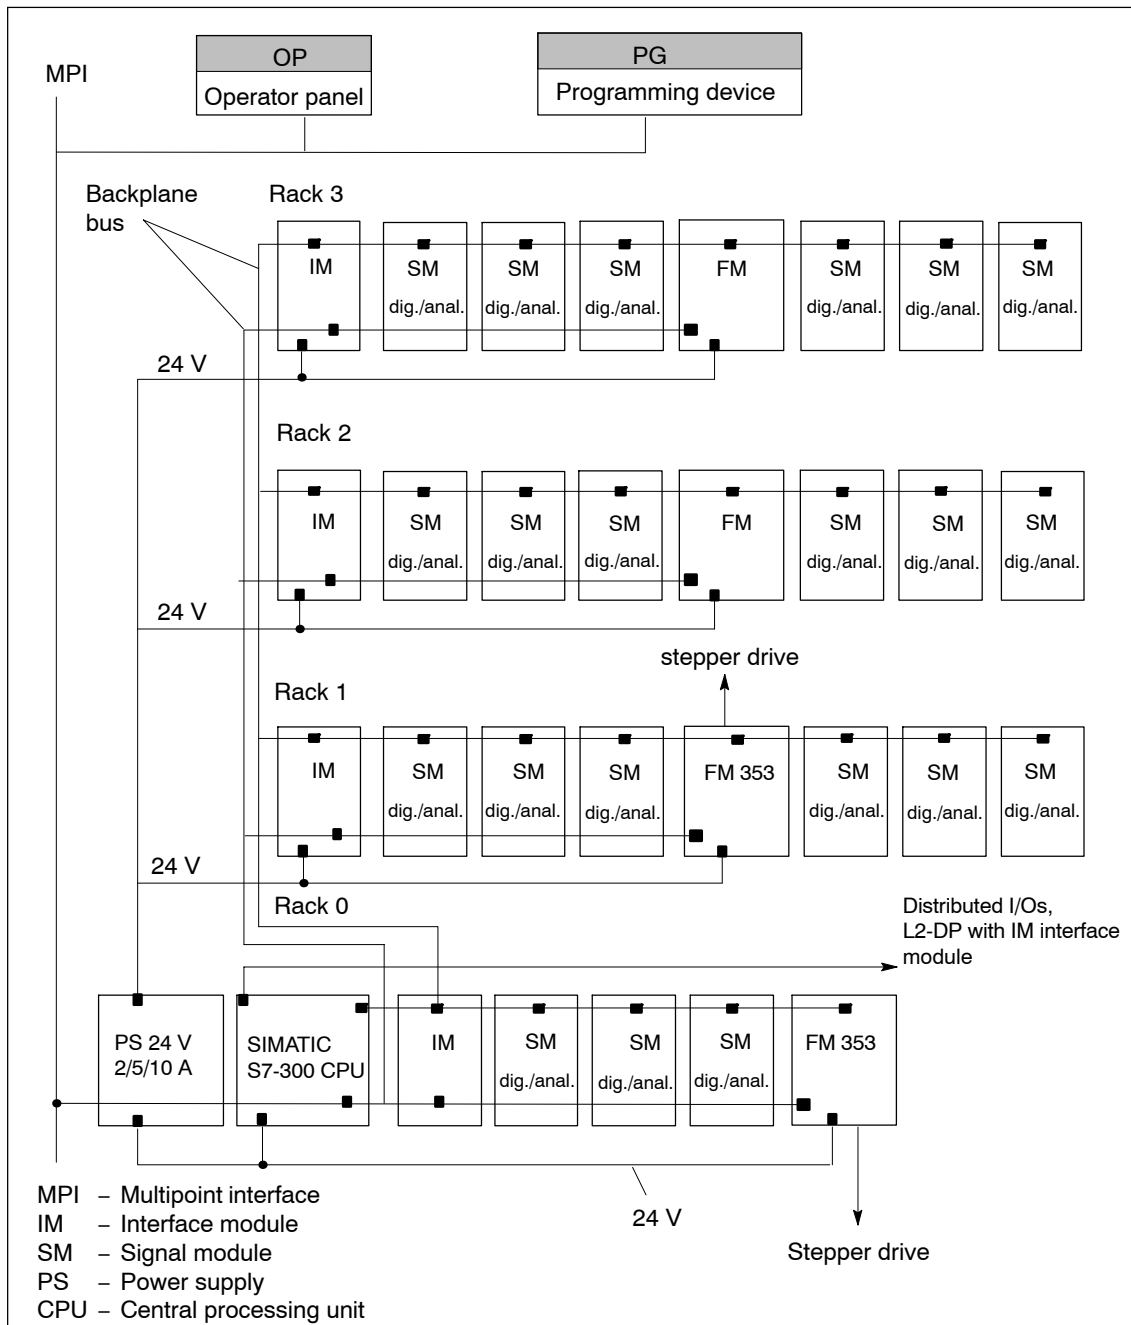 MPI
OP
Operator panel
PG
Programming device
Backplane
bus
Rack 3
IM
SM
dig./anal.
SM
dig./anal.
SM
dig./anal.
FM
SM
dig./anal.
SM
dig./anal.
SM
dig./anal.
24 V
Rack 2
IM
SM
dig./anal.
SM
dig./anal.
SM
dig./anal.
FM
SM
dig./anal.
SM
dig./anal.
SM
dig./anal.
24 V
stepper drive
Rack 1
IM
SM
dig./anal.
SM
dig./anal.
SM
dig./anal.
FM 353
SM
dig./anal.
SM
dig./anal.
SM
dig./anal.
24 V
Rack 0
Distributed I/Os,
L2-DP with IM interface
module
PS 24 V
2/5/10 A
SIMATIC
S7-300 CPU
IM
SM
dig./anal.
SM
dig./anal.
SM
dig./anal.
FM 353
24 V
Stepper drive
MPI – Multipoint interface
IM – Interface module
SM – Signal module
PS – Power supply
CPU – Central processing unit